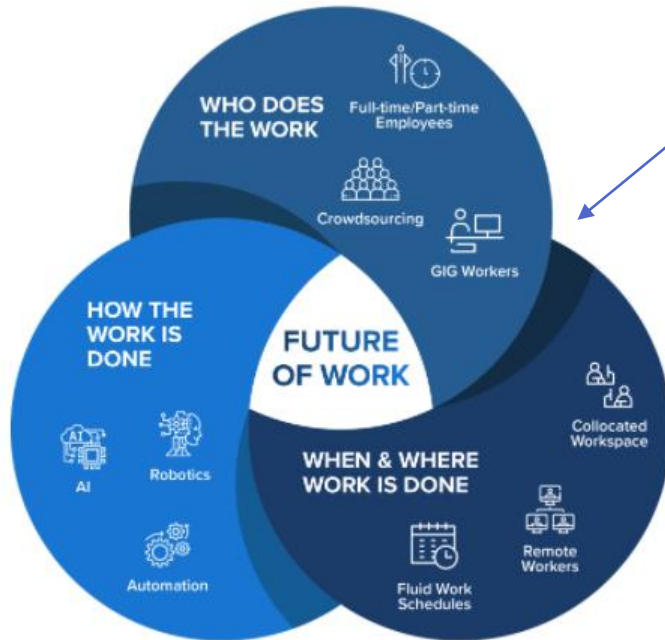 WHO DOES
THE WORK
Full-time/Part-time
Employees
Crowdsourcing
GIG Workers
HOW THE
WORK IS
DONE
AI
AI
Robotics
Automation
FUTURE
OF WORK
WHEN & WHERE
WORK IS DONE
Collocated
Workspace
Remote
Workers
Fluid Work
Schedules